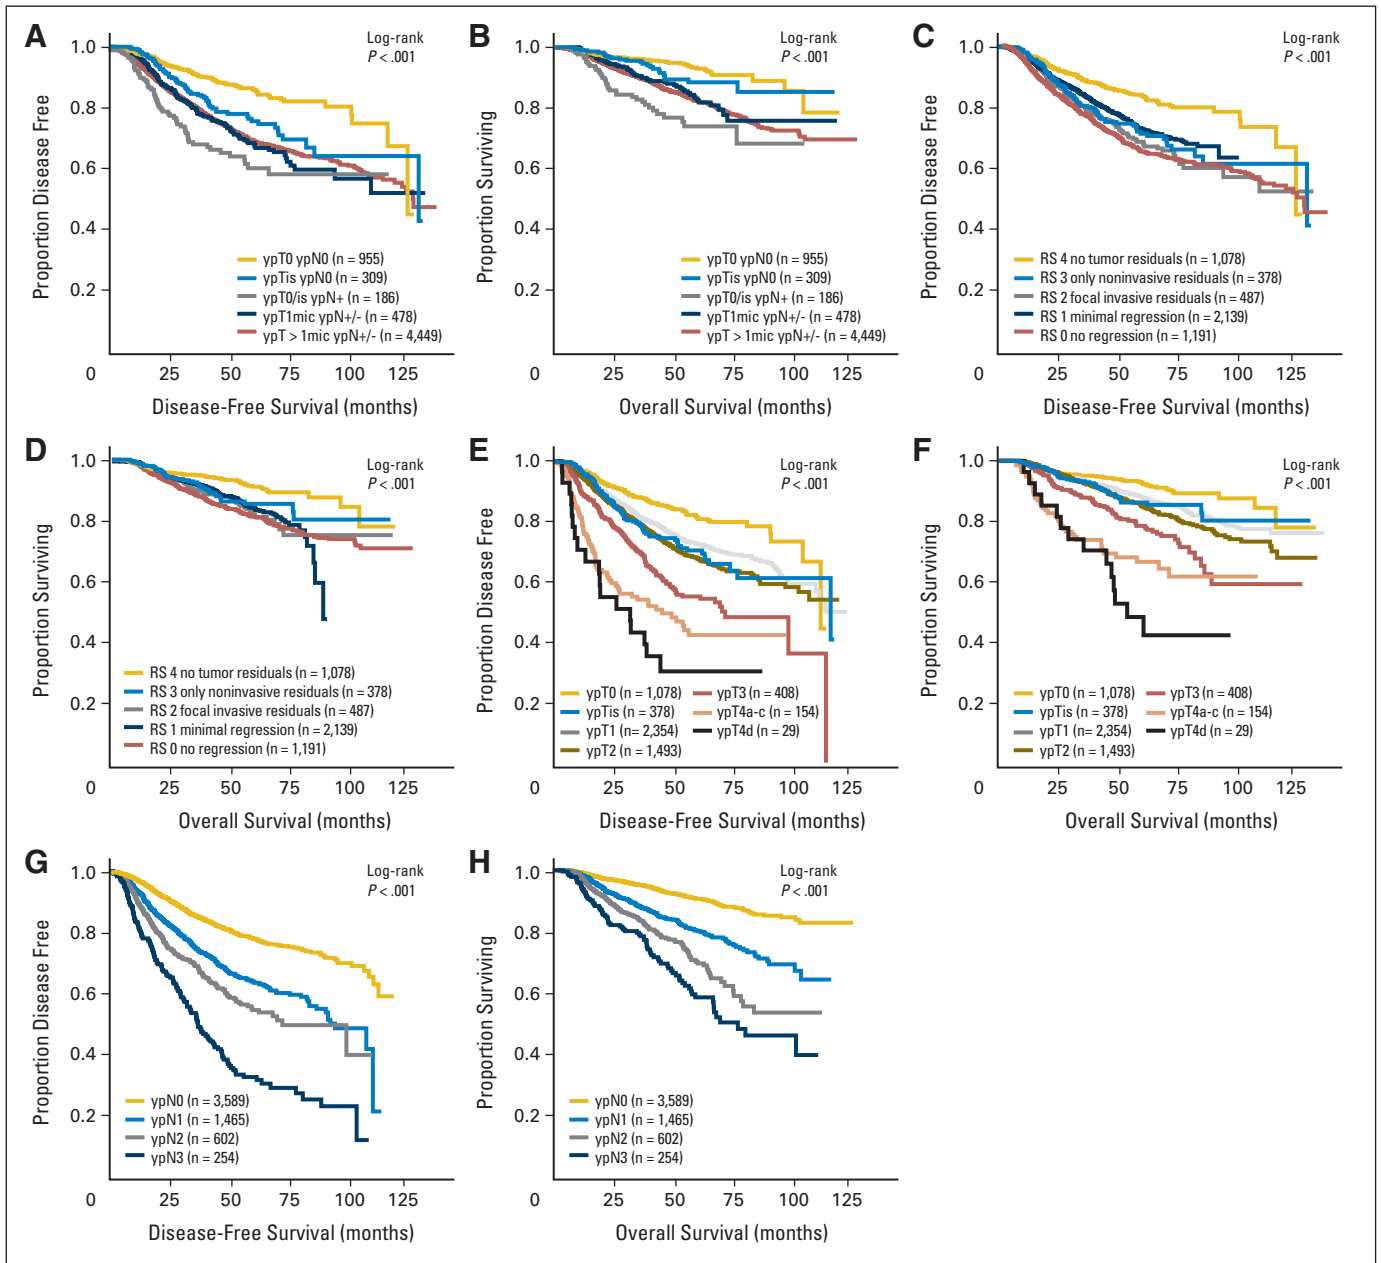 A
Log-rank
P < .001
1.0
0.8
0.6
0.4
0.2
0
25
50
75
100
125
Proportion Disease Free
Disease-Free Survival (months)
ypT0 ypN0 (n = 955)
ypTis ypN0 (n = 309)
ypT0/is ypN+ (n = 186)
ypT1mic ypN+/- (n = 478)
ypT > 1mic ypN+/- (n = 4,449)
B
Log-rank
P < .001
1.0
0.8
0.6
0.4
0.2
0
25
50
75
100
125
Proportion Surviving
Overall Survival (months)
ypT0 ypN0 (n = 955)
ypTis ypN0 (n = 309)
ypT0/is ypN+ (n = 186)
ypT1mic ypN+/- (n = 478)
ypT > 1mic ypN+/- (n = 4,449)
C
Log-rank
P < .001
1.0
0.8
0.6
0.4
0.2
0
25
50
75
100
125
Proportion Disease Free
Disease-Free Survival (months)
RS 4 no tumor residuals (n = 1,078)
RS 3 only noninvasive residuals (n = 378)
RS 2 focal invasive residuals (n = 487)
RS 1 minimal regression (n = 2,139)
RS 0 no regression (n = 1,191)
D
Log-rank
P < .001
1.0
0.8
0.6
0.4
0.2
0
25
50
75
100
125
Proportion Surviving
Overall Survival (months)
RS 4 no tumor residuals (n = 1,078)
RS 3 only noninvasive residuals (n = 378)
RS 2 focal invasive residuals (n = 487)
RS 1 minimal regression (n = 2,139)
RS 0 no regression (n = 1,191)
E
Log-rank
P < .001
1.0
0.8
0.6
0.4
0.2
0
25
50
75
100
125
Proportion Disease Free
Disease-Free Survival (months)
ypT0 (n = 1,078)
ypTis (n = 378)
ypT1 (n= 2,354)
ypT2 (n = 1,493)
ypT3 (n = 408)
ypT4a-c (n = 154)
ypT4d (n = 29)
F
Log-rank
P < .001
1.0
0.8
0.6
0.4
0.2
0
25
50
75
100
125
Proportion Surviving
Overall Survival (months)
ypT0 (n = 1,078)
ypTis (n = 378)
ypT1 (n = 2,354)
ypT2 (n = 1,493)
ypT3 (n = 408)
ypT4a-c (n = 154)
ypT4d (n = 29)
G
Log-rank
P < .001
1.0
0.8
0.6
0.4
0.2
0
25
50
75
100
125
Proportion Disease Free
Disease-Free Survival (months)
ypN0 (n = 3,589)
ypN1 (n = 1,465)
ypN2 (n = 602)
ypN3 (n = 254)
H
Log-rank
P < .001
1.0
0.8
0.6
0.4
0.2
0
25
50
75
100
125
Proportion Surviving
Overall Survival (months)
ypN0 (n = 3,589)
ypN1 (n = 1,465)
ypN2 (n = 602)
ypN3 (n = 254)